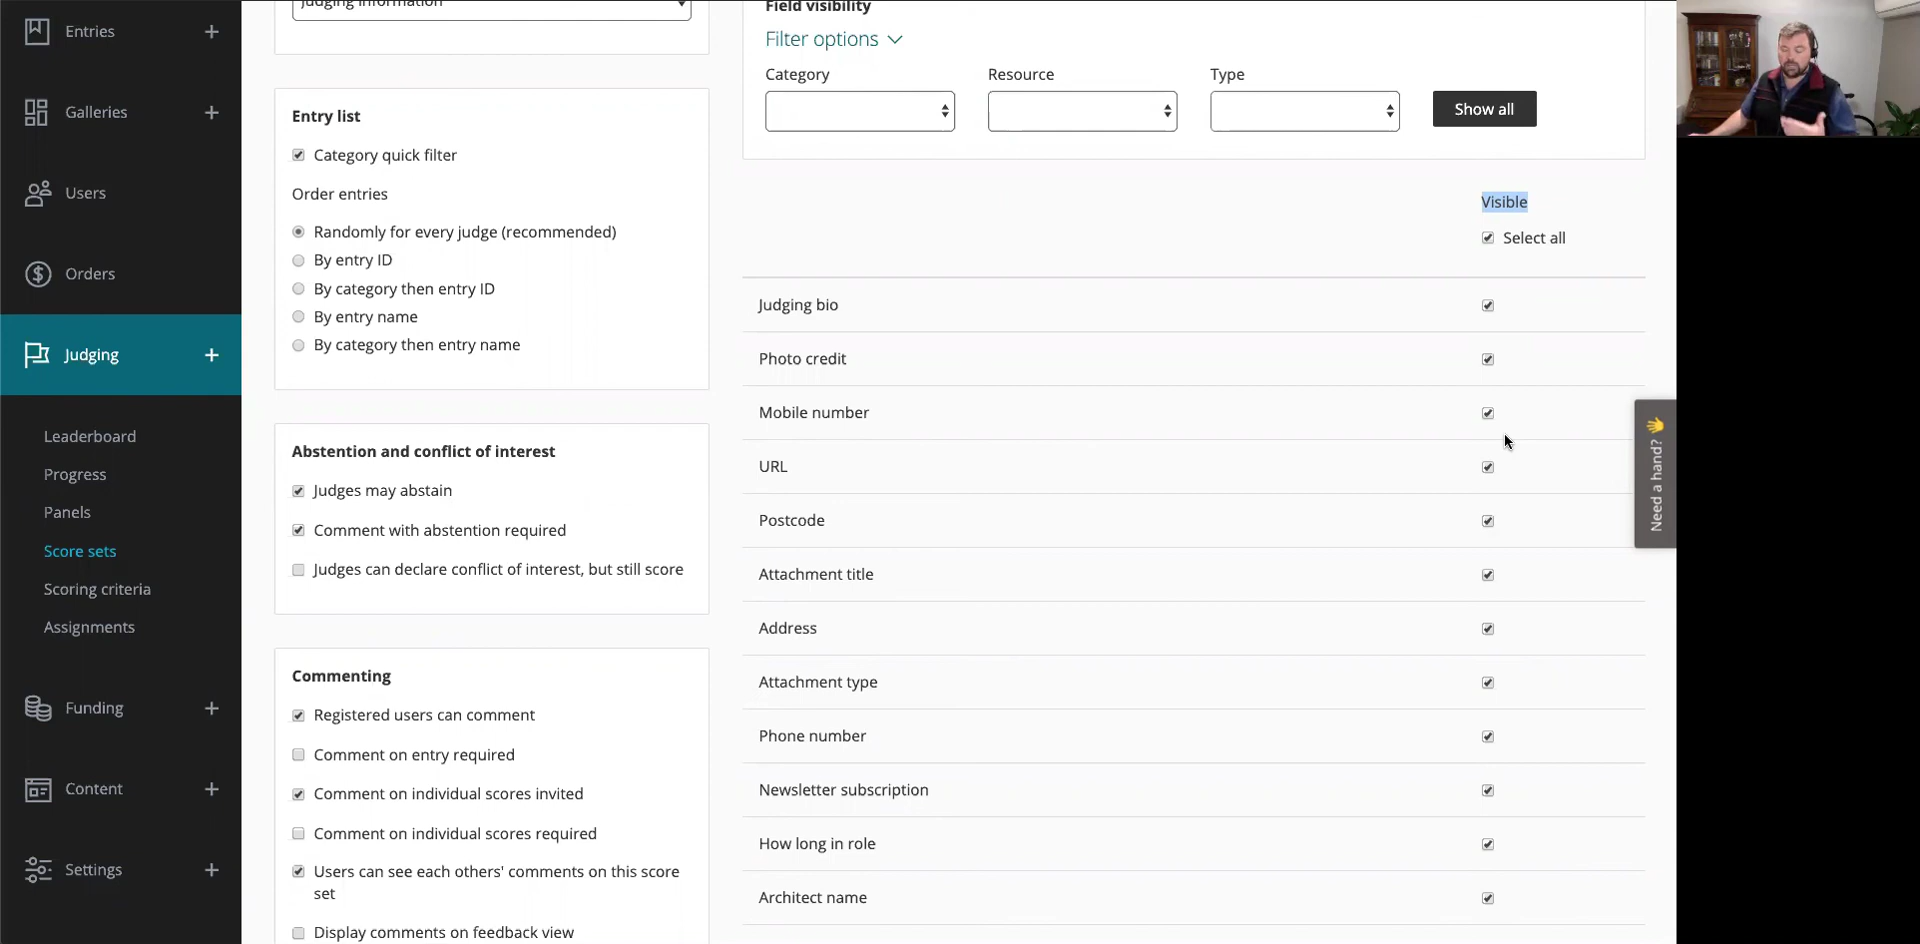 Entries
Galleries
Users
Orders
Judging
Leaderboard
Progress
Panels
Score sets
Scoring criteria
Assignments
Funding
Content
Settings
Judging information
Entry list
Category quick filter
Order entries
Randomly for every judge (recommended)
By entry ID
By category then entry ID
By entry name
By category then entry name
Abstention and conflict of interest
Judges may abstain
Comment with abstention required
Judges can declare conflict of interest, but still score
Commenting
Registered users can comment
Comment on entry required
Comment on individual scores invited
Comment on individual scores required
Users can see each others' comments on this score
set
Display comments on feedback view
Field visibility
Filter options
Category Resource Type
Show all
Visible
Select all
Judging bio
Photo credit
Mobile number
URL
Postcode
Attachment title
Address
Attachment type
Phone number
Newsletter subscription
How long in role
Architect name
Need a hand? 👋